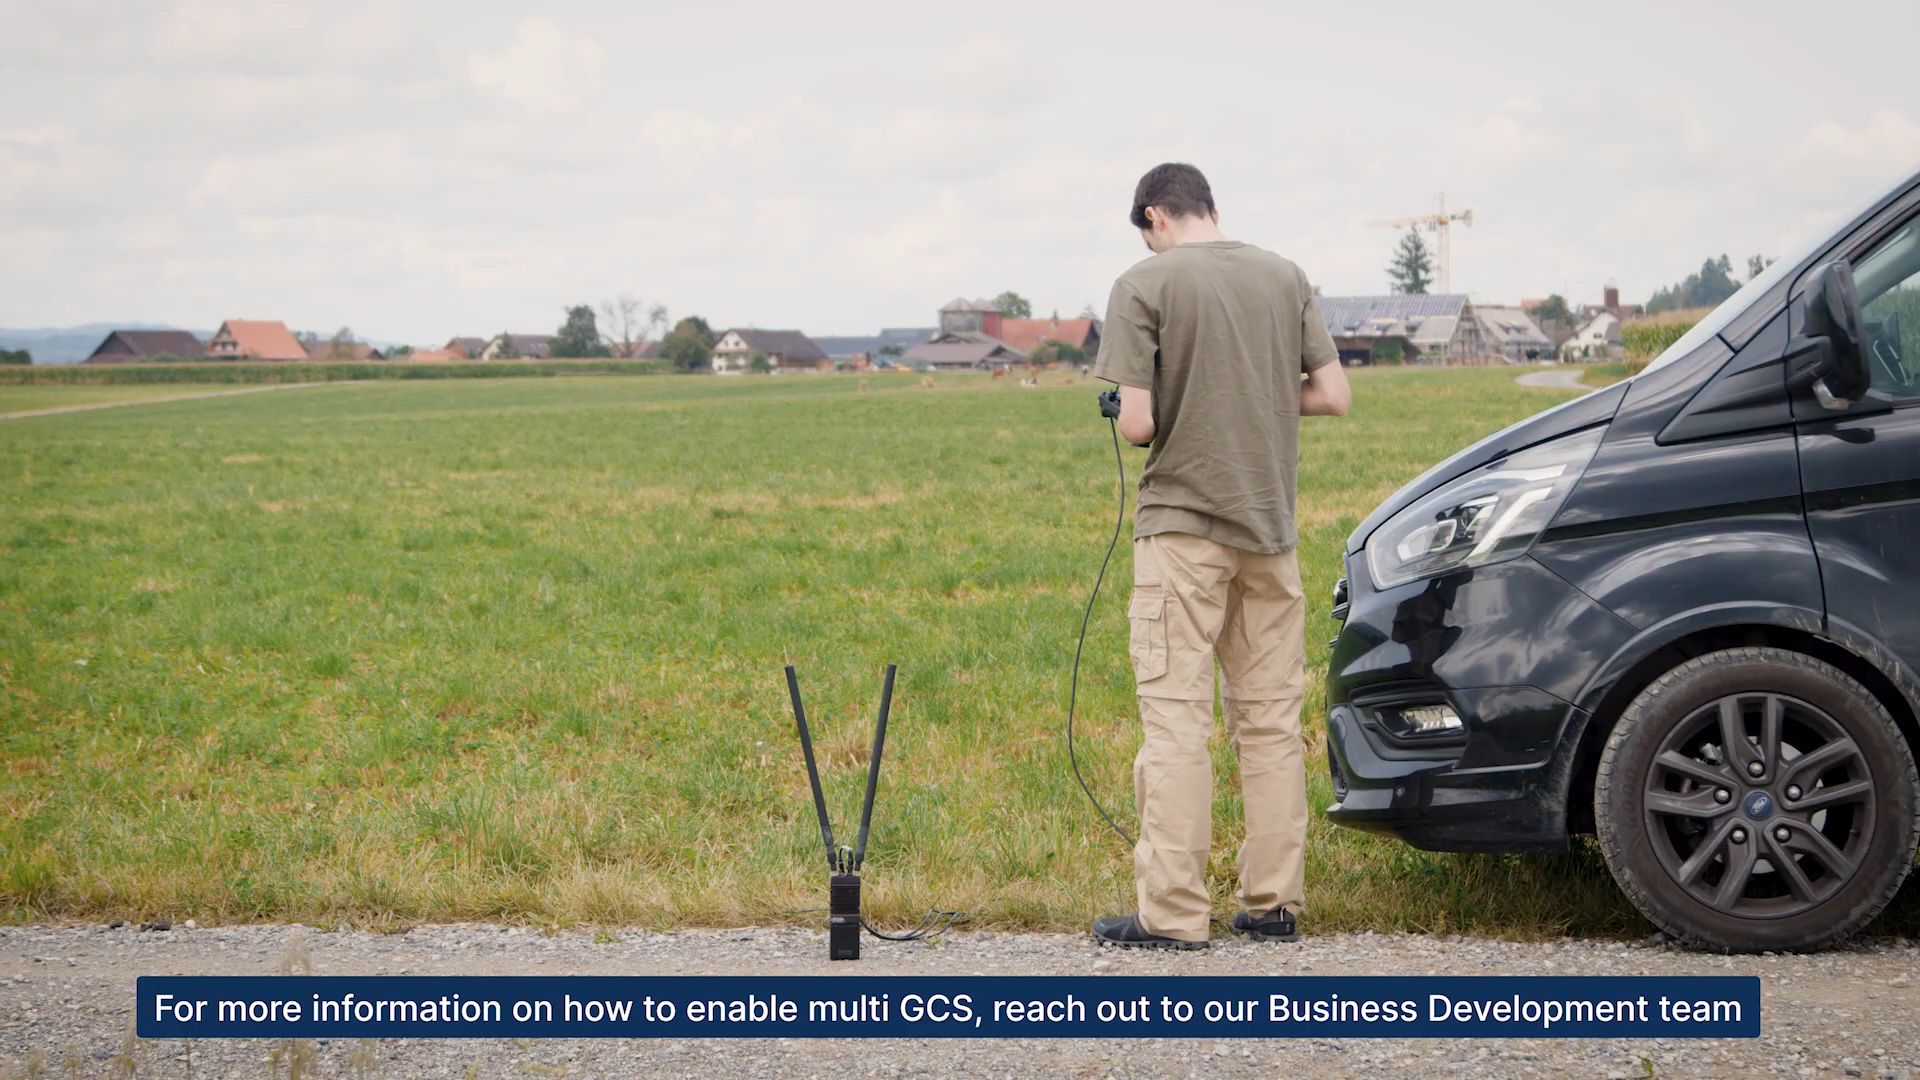 For more information on how to enable multi GCS, reach out to our Business Development team